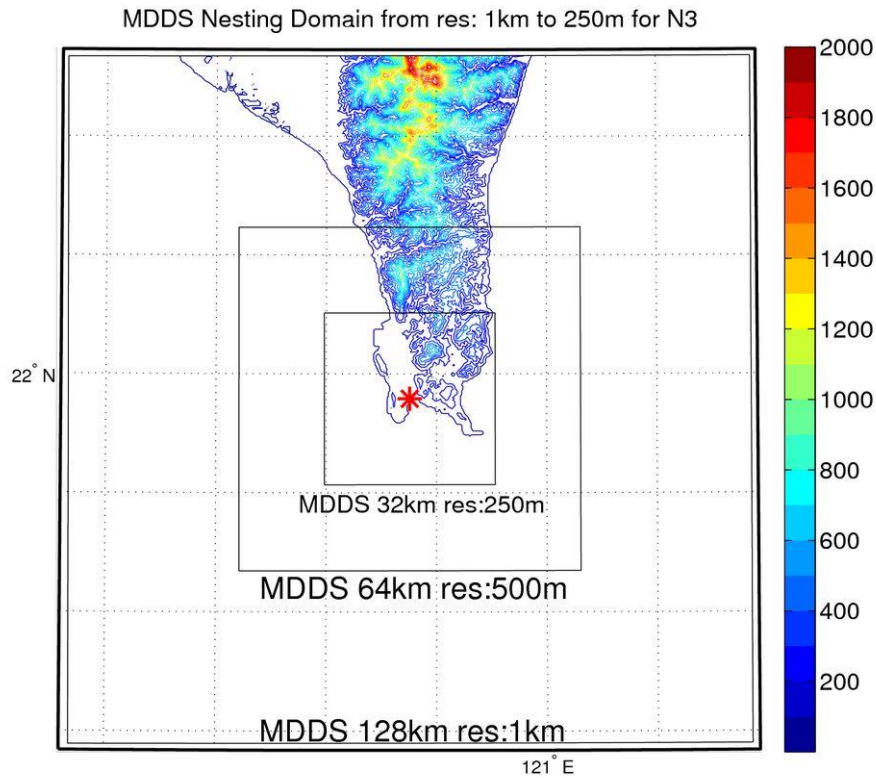 MDDS Nesting Domain from res: 1km to 250m for N3
2000
1800
1600
1400
1200
1000
800
600
400
200
22° N
MDDS 32km res:250m
MDDS 64km res:500m
MDDS 128km res:1km
121° E